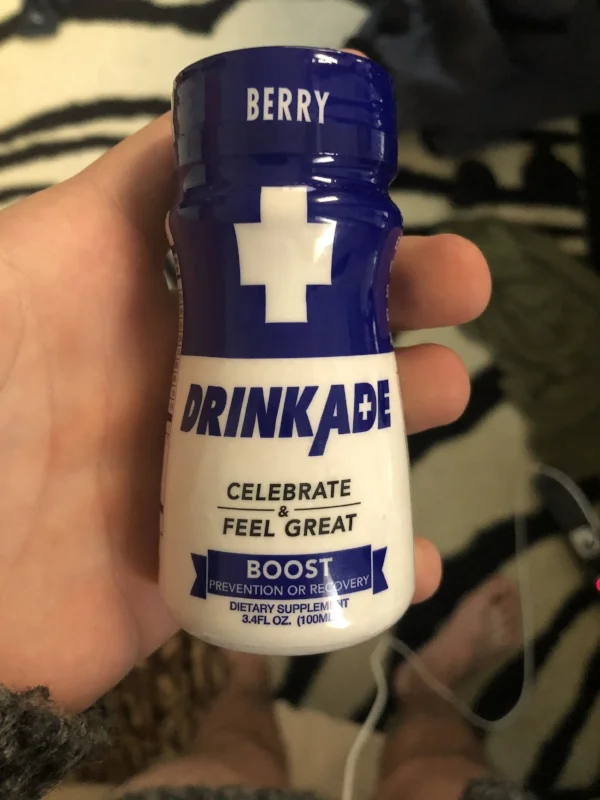 BERRY
DRINKADE
CELEBRATE
&
FEEL GREAT
BOOST
PREVENTION OR RECOVERY
DIETARY SUPPLEMENT
3.4FL OZ. (100ML)